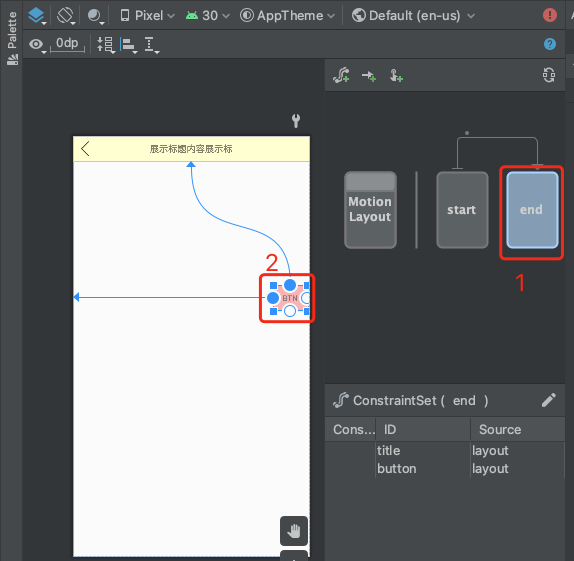 Palette
Pixel
30
AppTheme
Default (en-us)
0dp
展示标题内容展示标
2
BTN
Motion
Layout
start
end
1
ConstraintSet ( end )
Cons... ID Source
title layout
button layout